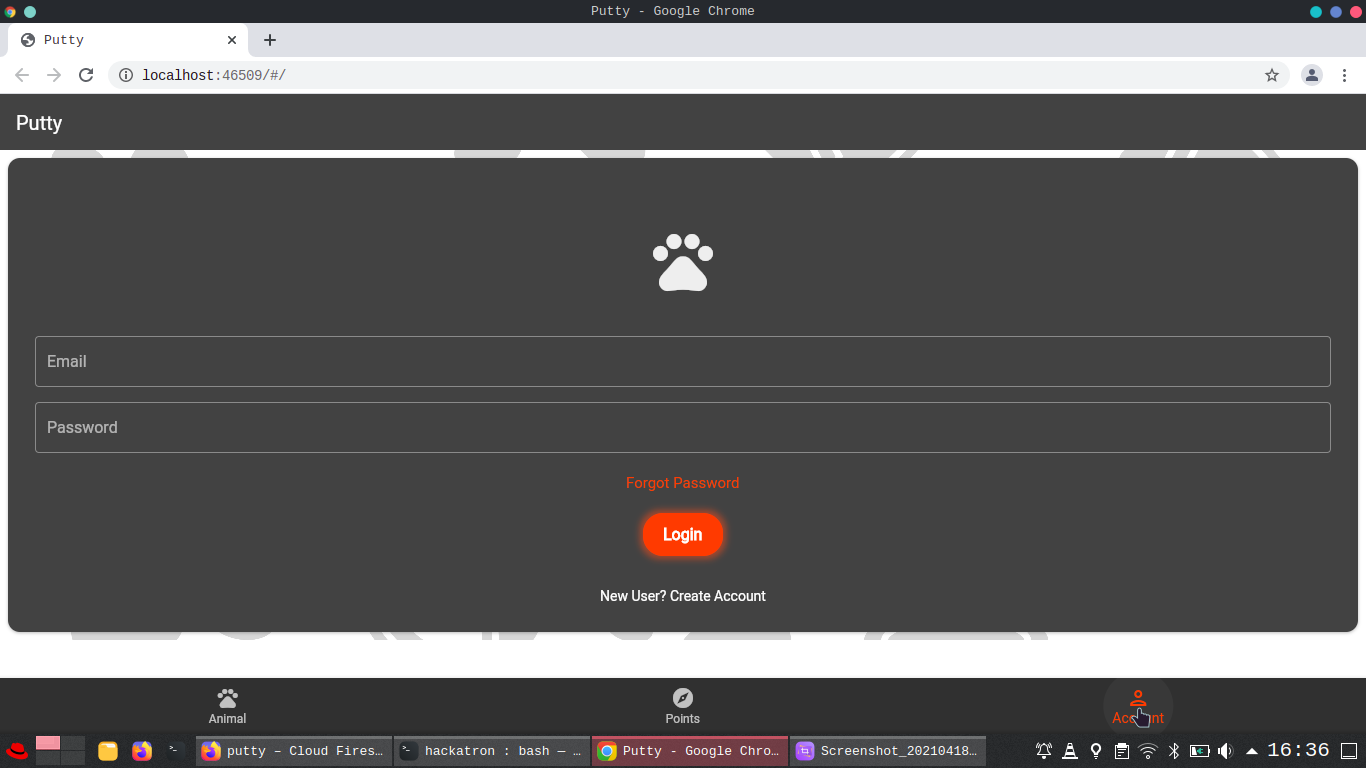 Putty - Google Chrome
Putty
localhost:46509/#/
Putty
Email
Password
Forgot Password
Login
New User? Create Account
Animal
Points
Account
putty – Cloud Fires…
hackatron : bash — …
Putty - Google Chro…
Screenshot_20210418…
16:36